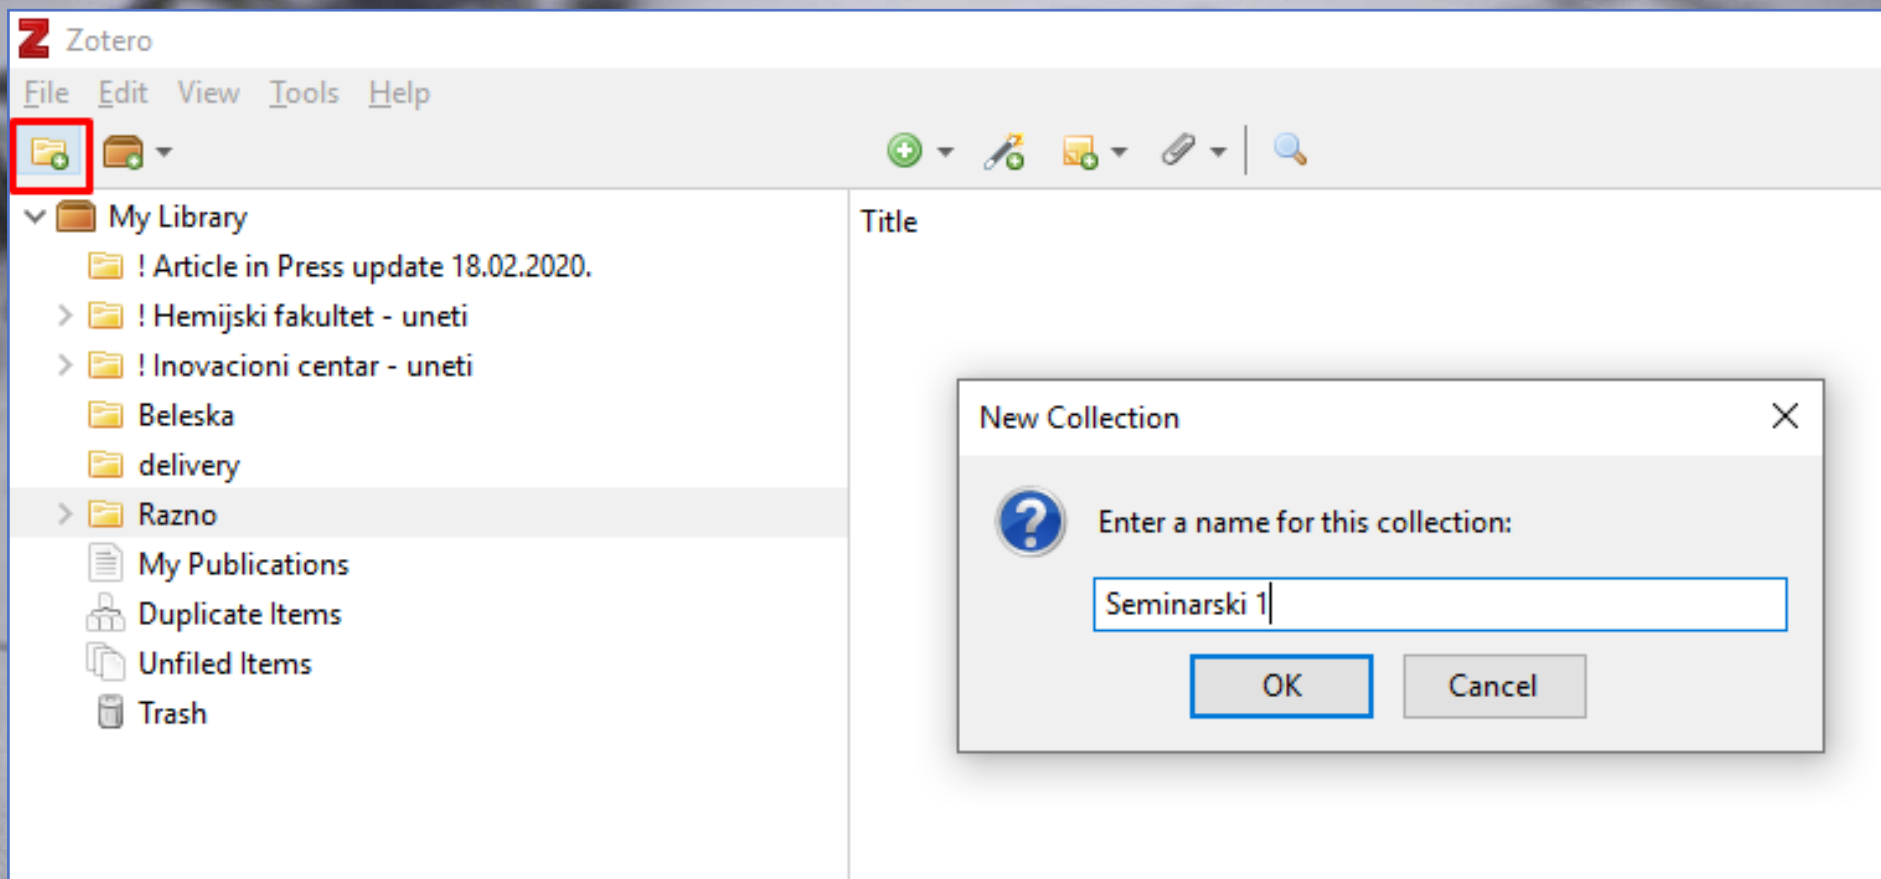 Zotero
File Edit View Tools Help
My Library
! Article in Press update 18.02.2020.
! Hemijski fakultet - uneti
! Inovacioni centar - uneti
Beleska
delivery
Razno
My Publications
Duplicate Items
Unfiled Items
Trash
Title
New Collection
Enter a name for this collection:
Seminarski 1
OK Cancel